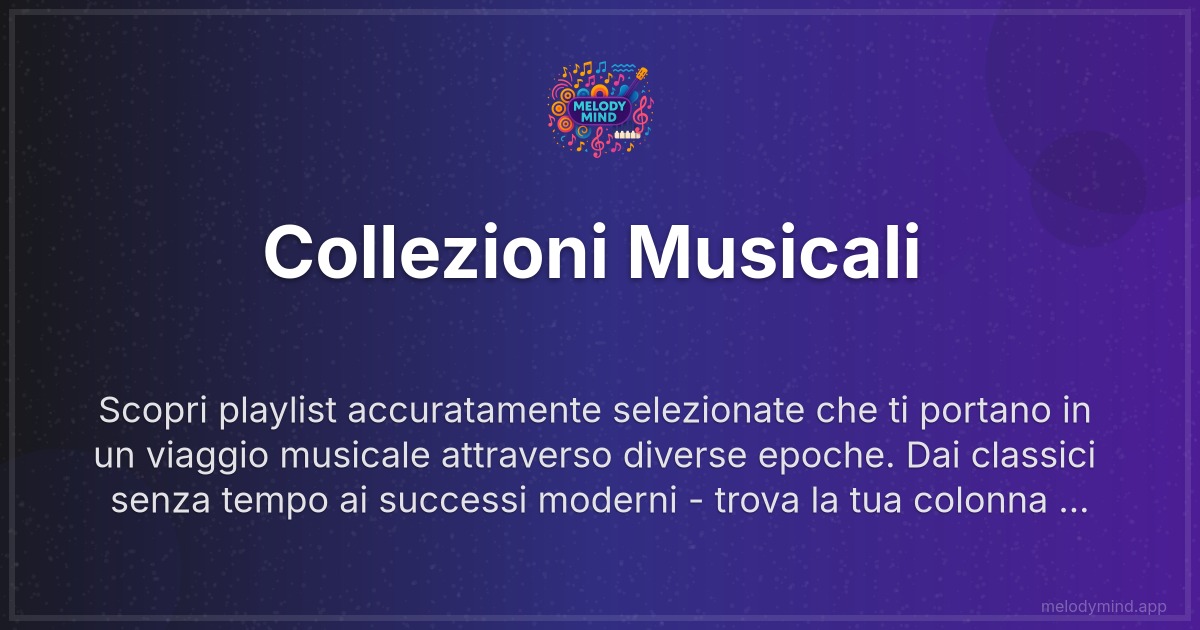 MELODY
MIND
Collezioni Musicali
Scopri playlist accuratamente selezionate che ti portano in
un viaggio musicale attraverso diverse epoche. Dai classici
senza tempo ai successi moderni - trova la tua colonna ...
melodymind.app